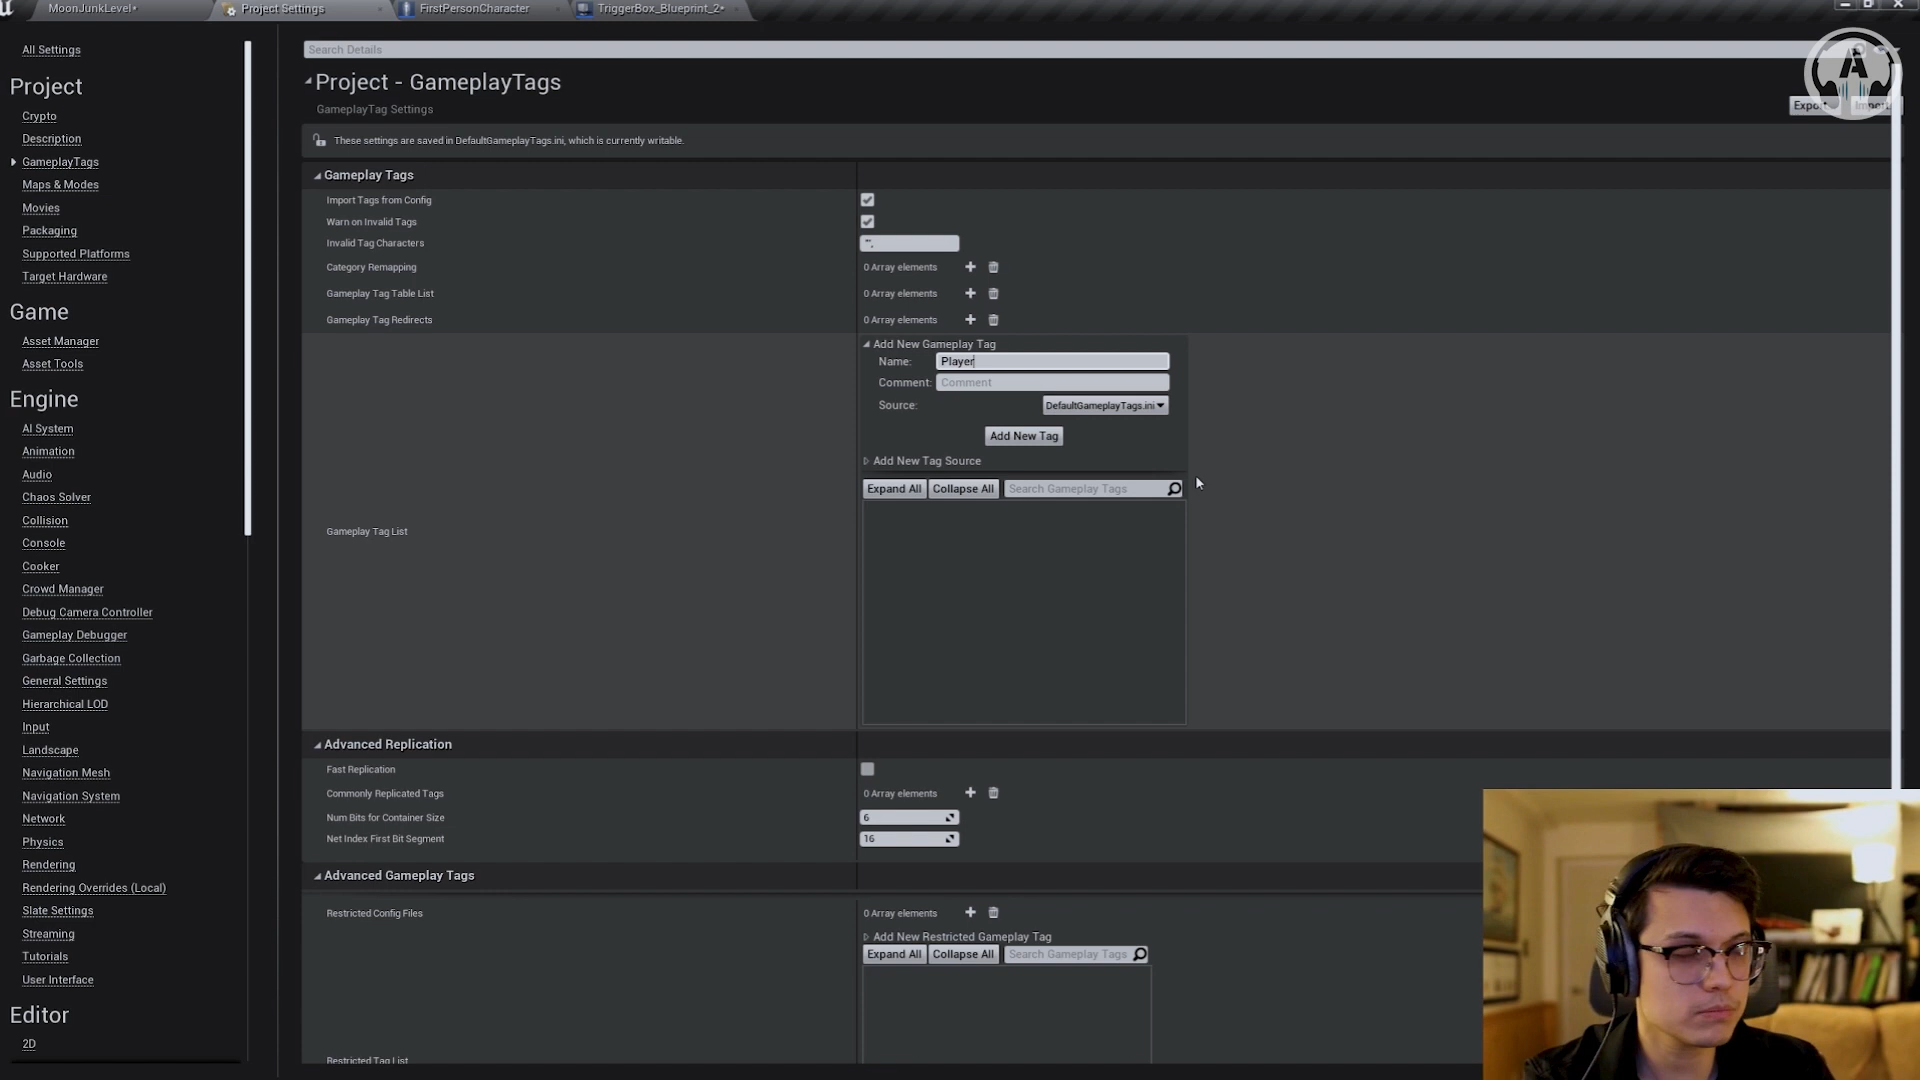 MoonJunkLevel*
Project Settings
FirstPersonCharacter
TriggerBox_Blueprint_2*
All Settings
Project
Crypto
Description
GameplayTags
Maps & Modes
Movies
Packaging
Supported Platforms
Target Hardware
Game
Asset Manager
Asset Tools
Engine
AI System
Animation
Audio
Chaos Solver
Collision
Console
Cooker
Crowd Manager
Debug Camera Controller
Gameplay Debugger
Garbage Collection
General Settings
Hierarchical LOD
Input
Landscape
Navigation Mesh
Navigation System
Network
Physics
Rendering
Rendering Overrides (Local)
Slate Settings
Streaming
Tutorials
User Interface
Editor
2D
Search Details
Project - GameplayTags
GameplayTag Settings
Export... Import...
These settings are saved in DefaultGameplayTags.ini, which is currently writable.
Gameplay Tags
Import Tags from Config
Warn on Invalid Tags
Invalid Tag Characters
Category Remapping 0 Array elements
Gameplay Tag Table List 0 Array elements
Gameplay Tag Redirects 0 Array elements
Add New Gameplay Tag
Name: Player
Comment: Comment
Source: DefaultGameplayTags.ini
Add New Tag
Add New Tag Source
Expand All Collapse All Search Gameplay Tags
Gameplay Tag List
Advanced Replication
Fast Replication
Commonly Replicated Tags 0 Array elements
Num Bits for Container Size 6
Net Index First Bit Segment 16
Advanced Gameplay Tags
Restricted Config Files 0 Array elements
Add New Restricted Gameplay Tag
Expand All Collapse All Search Gameplay Tags
Restricted Tag List